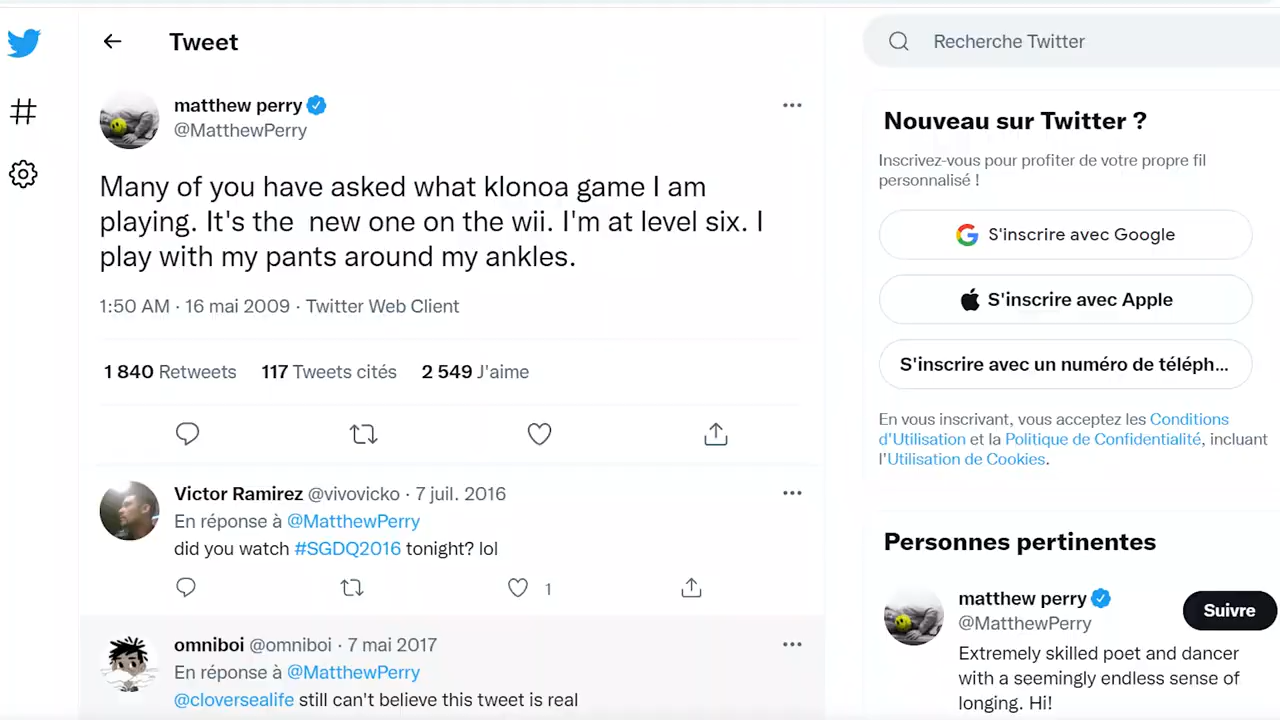 Tweet
Recherche Twitter
matthew perry
@MatthewPerry
Many of you have asked what klonoa game I am
playing. It's the  new one on the wii. I'm at level six. I
play with my pants around my ankles.
1:50 AM · 16 mai 2009 · Twitter Web Client
1 840 Retweets 117 Tweets cités 2 549 J'aime
Victor Ramirez @vivovicko · 7 juil. 2016
En réponse à @MatthewPerry
did you watch #SGDQ2016 tonight? lol
1
omniboi @omniboi · 7 mai 2017
En réponse à @MatthewPerry
@cloversealife still can't believe this tweet is real
Nouveau sur Twitter ?
Inscrivez-vous pour profiter de votre propre fil
personnalisé !
S'inscrire avec Google
S'inscrire avec Apple
S'inscrire avec un numéro de téléph...
En vous inscrivant, vous acceptez les Conditions
d'Utilisation et la Politique de Confidentialité, incluant
l'Utilisation de Cookies.
Personnes pertinentes
matthew perry
@MatthewPerry
Suivre
Extremely skilled poet and dancer
with a seemingly endless sense of
longing. Hi!